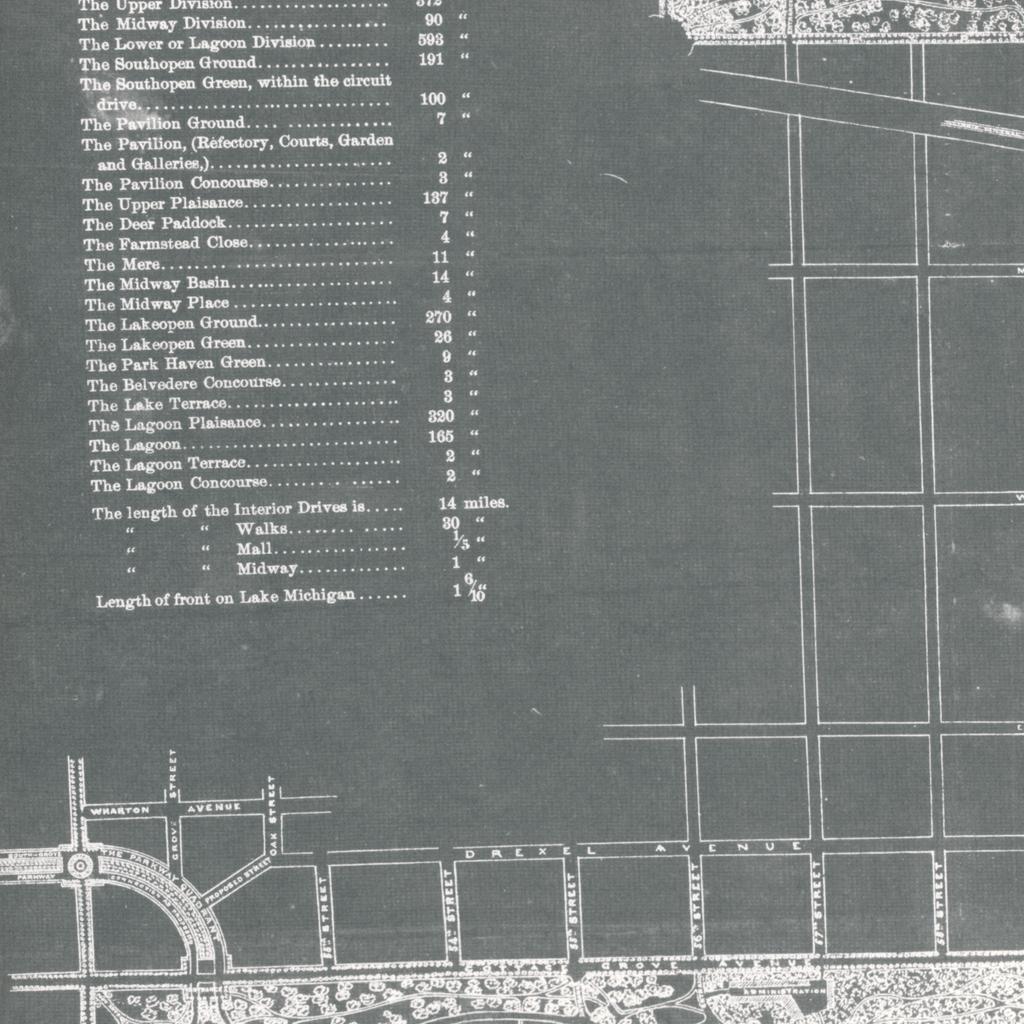 The Upper Division........................ 372
The Midway Division...................... 90 “
The Lower or Lagoon Division.......... 593 “
The Southopen Ground................... 191 “
The Southopen Green, within the circuit
drive.................................... 100 “
The Pavilion Ground.... ................. 7 “
The Pavilion, (Refectory, Courts, Garden
and Galleries,).......................... 2 “
The Pavilion Concourse................. 3 “
The Upper Plaisance..................... 137 “
The Deer Paddock........................ 7 “
The Farmstead Close..................... 4 “
The Mere........ ........................ 11 “
The Midway Basin........................ 14 “
The Midway Place ....................... 4 “
The Lakeopen Ground................... 270 “
The Lakeopen Green..................... 26 “
The Park Haven Green.................. 9 “
The Belvedere Concourse................ 3 “
The Lake Terrace......................... 3 “
The Lagoon Plaisance.................... 320 “
The Lagoon............................... 165 “
The Lagoon Terrace...................... 2 “
The Lagoon Concourse................... 2 “
The length of the Interior Drives is..... 14 miles.
“ “ Walks............... 30 “
“ “ Mall................. 1/5 “
“ “ Midway.............. 1 “
Length of front on Lake Michigan...... 1 6/10 “
WHARTON AVENUE
GROVE STREET
OAK STREET
PROPOSED STREET
THE PARKWAY QUADRANT
PARKWAY
DREXEL AVENUE
53th STREET
54th STREET
55th STREET
56th STREET
57th STREET
58th STREET
GROVE AVENUE
ADMINISTRATION